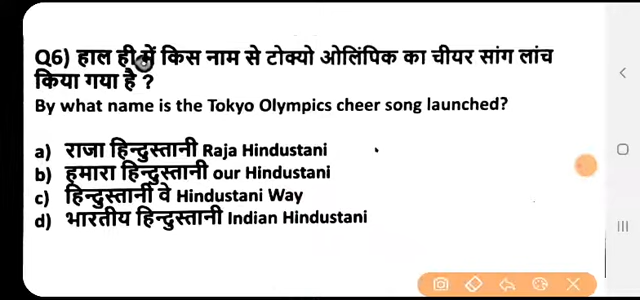 Q6) हाल ही में किस नाम से टोक्यो ओलिंपिक का चीयर सांग लांच
किया गया है ?
By what name is the Tokyo Olympics cheer song launched?
a) राजा हिन्दुस्तानी Raja Hindustani
b) हमारा हिन्दुस्तानी our Hindustani
c) हिन्दुस्तानी वे Hindustani Way
d) भारतीय हिन्दुस्तानी Indian Hindustani